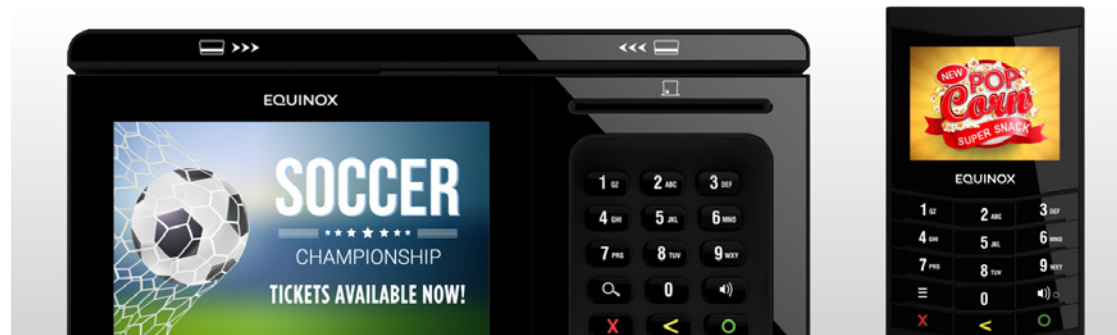 EQUINOX
SOCCER
CHAMPIONSHIP
TICKETS AVAILABLE NOW!
1 QZ 2 ABC 3 DEF
4 GHI 5 JKL 6 MNO
7 PRS 8 TUV 9 WXY
0
X < O
NEW
POP
Corn
SUPER SNACK
EQUINOX
1 QZ 2 ABC 3 DEF
4 GHI 5 JKL 6 MNO
7 PRS 8 TUV 9 WXY
0
X < O